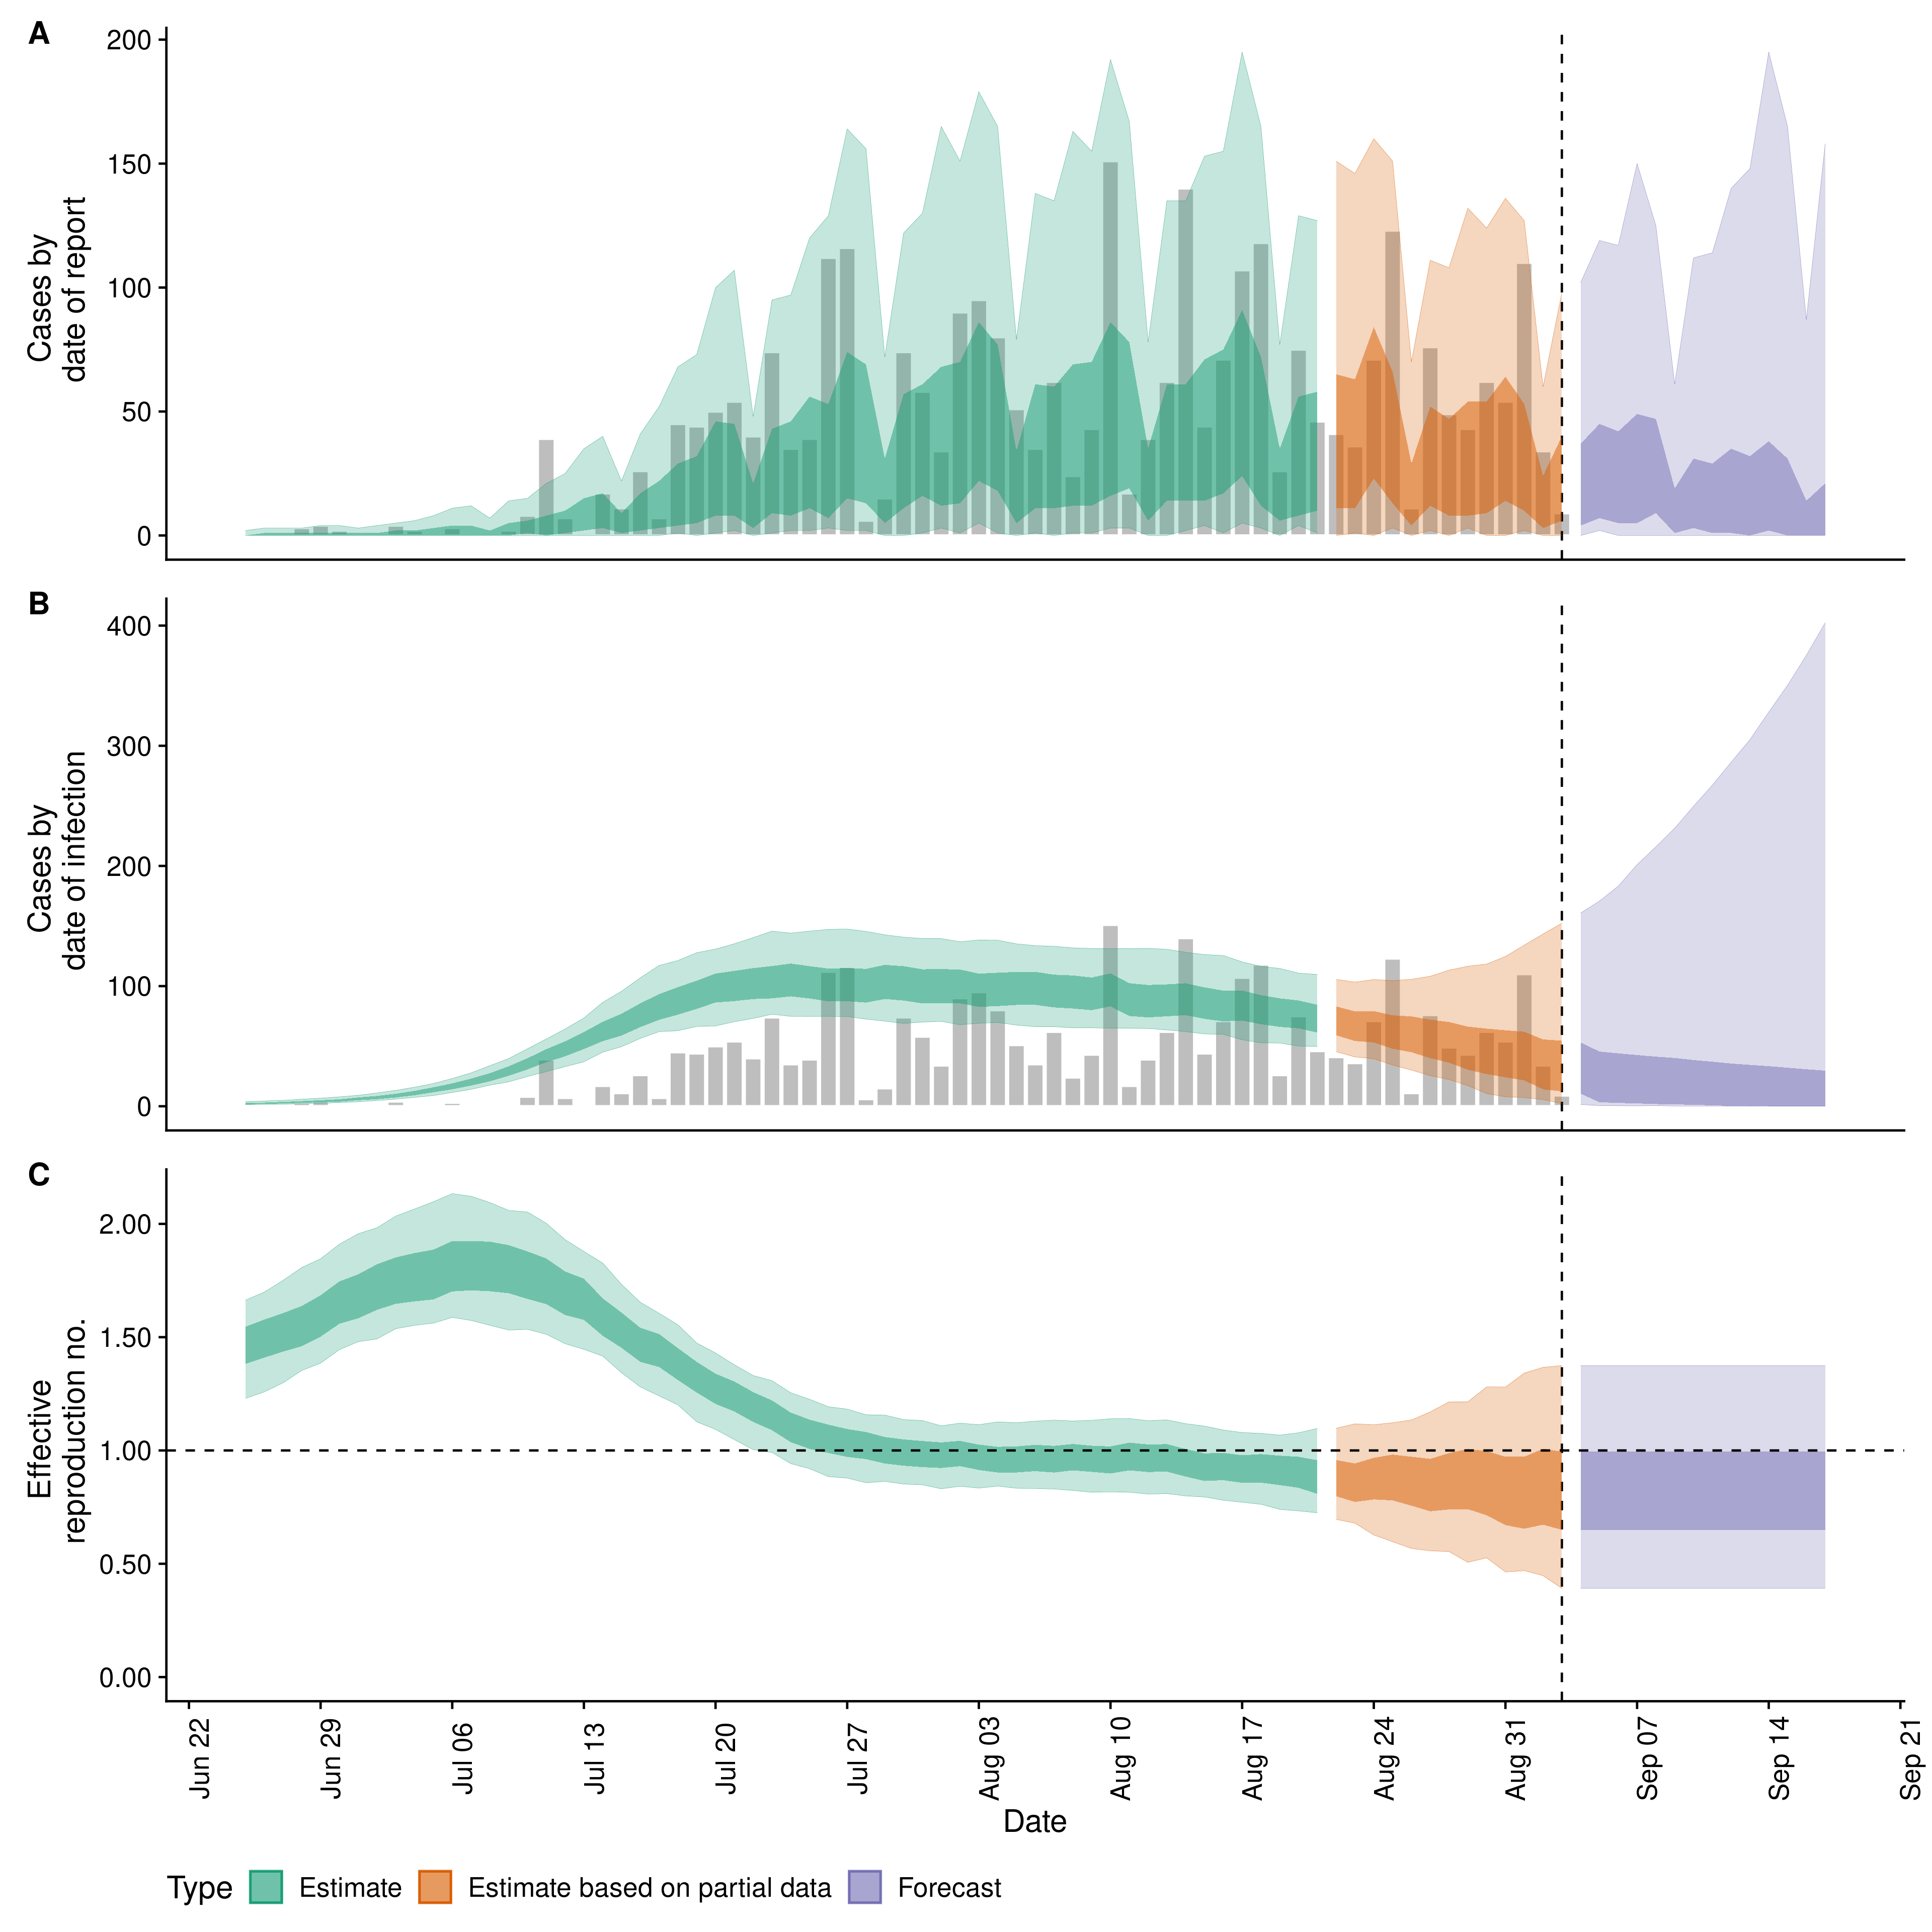 A
200
150
100
50
0
Cases by
date of report
B
400
300
200
100
0
Cases by
date of infection
C
2.00
1.50
1.00
0.50
0.00
Effective
reproduction no.
Jun 22
Jun 29
Jul 06
Jul 13
Jul 20
Jul 27
Aug 03
Aug 10
Aug 17
Aug 24
Aug 31
Sep 07
Sep 14
Sep 21
Date
Type Estimate Estimate based on partial data Forecast